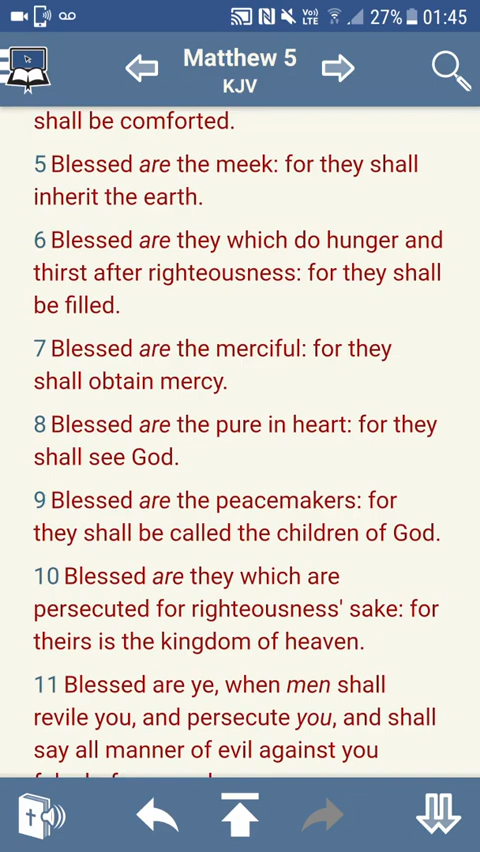 Vo))
LTE
27%
01:45
Matthew 5
KJV
shall be comforted.
5 Blessed are the meek: for they shall
inherit the earth.
6 Blessed are they which do hunger and
thirst after righteousness: for they shall
be filled.
7 Blessed are the merciful: for they
shall obtain mercy.
8 Blessed are the pure in heart: for they
shall see God.
9 Blessed are the peacemakers: for
they shall be called the children of God.
10 Blessed are they which are
persecuted for righteousness' sake: for
theirs is the kingdom of heaven.
11 Blessed are ye, when men shall
revile you, and persecute you, and shall
say all manner of evil against you